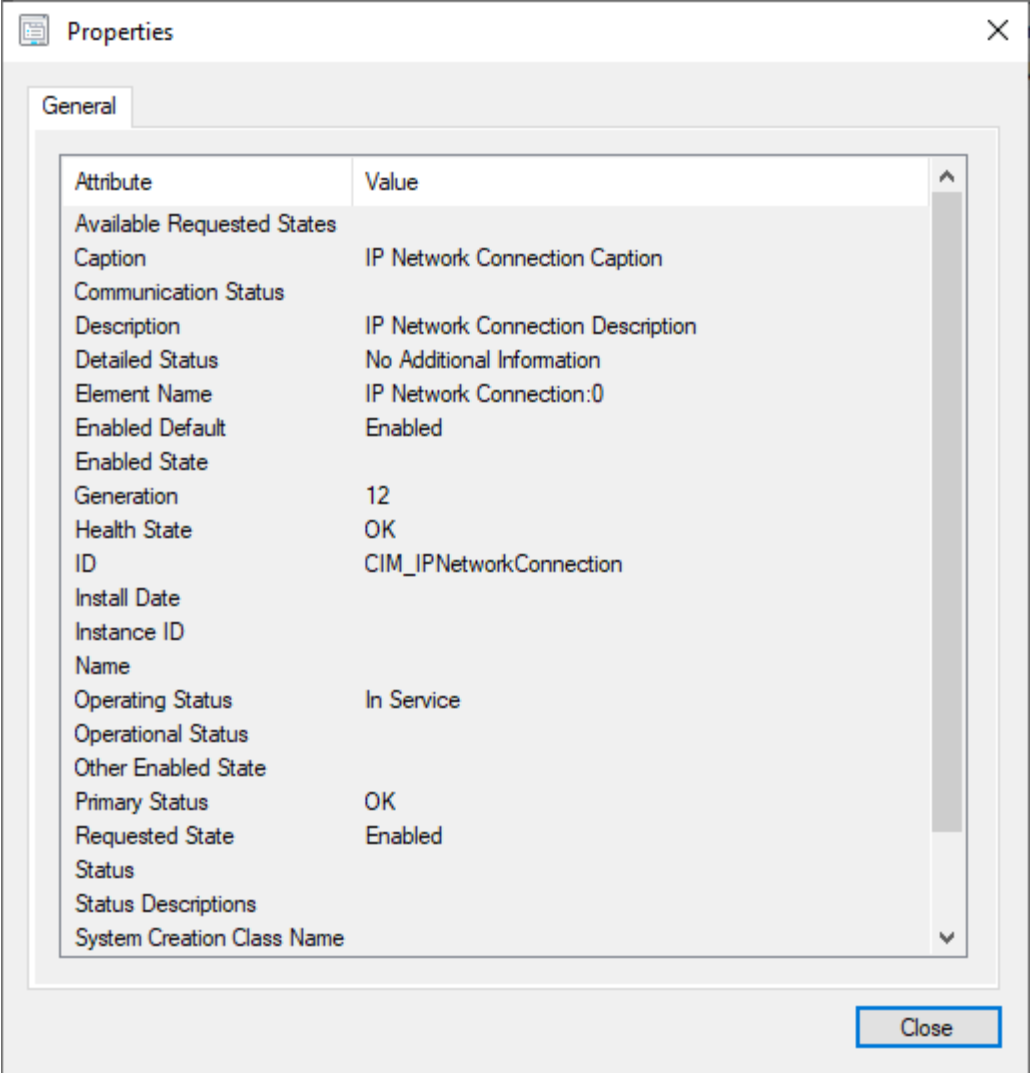 Properties
General
Attribute Value
Available Requested States
Caption IP Network Connection Caption
Communication Status
Description IP Network Connection Description
Detailed Status No Additional Information
Element Name IP Network Connection:0
Enabled Default Enabled
Enabled State
Generation 12
Health State OK
ID CIM_IPNetworkConnection
Install Date
Instance ID
Name
Operating Status In Service
Operational Status
Other Enabled State
Primary Status OK
Requested State Enabled
Status
Status Descriptions
System Creation Class Name
Close